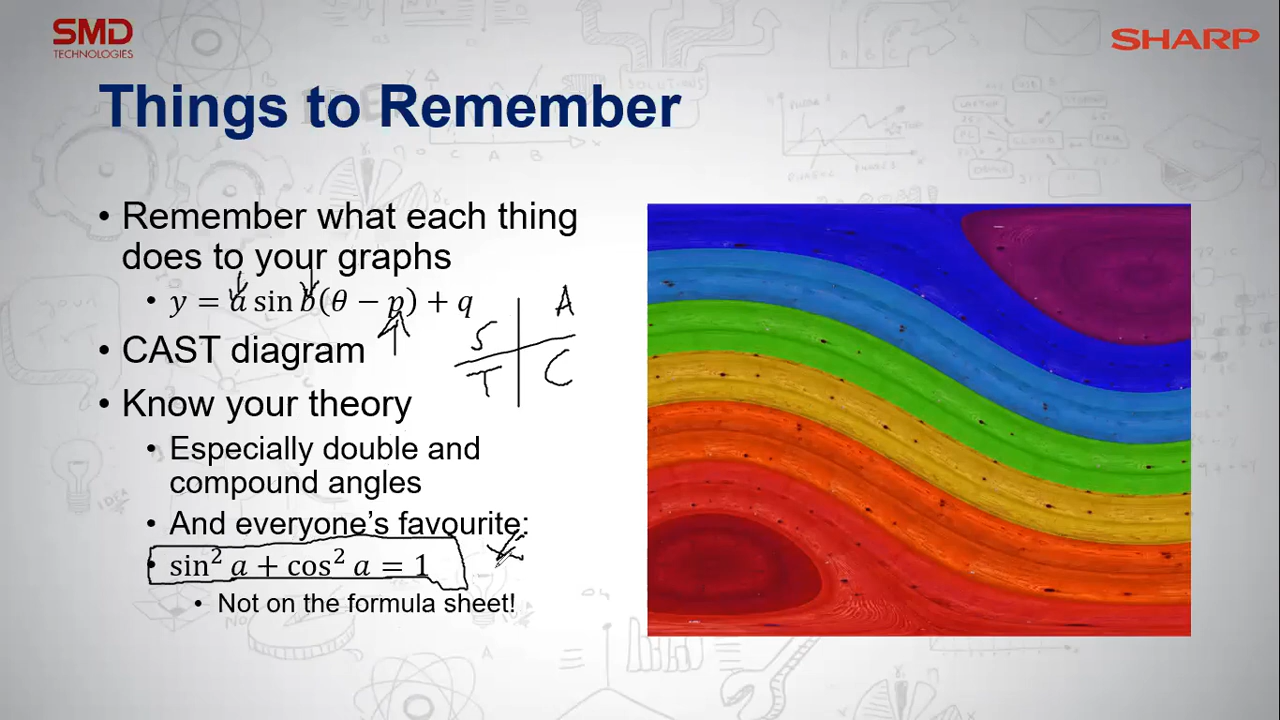 SMD
TECHNOLOGIES
SHARP
SOLUTIONS
Things to Remember
• Remember what each thing
does to your graphs
• y = a sin b(θ − p) + q
• CAST diagram
S A
T C
• Know your theory
• Especially double and
compound angles
• And everyone's favourite:
• sin² a + cos² a = 1
• Not on the formula sheet!